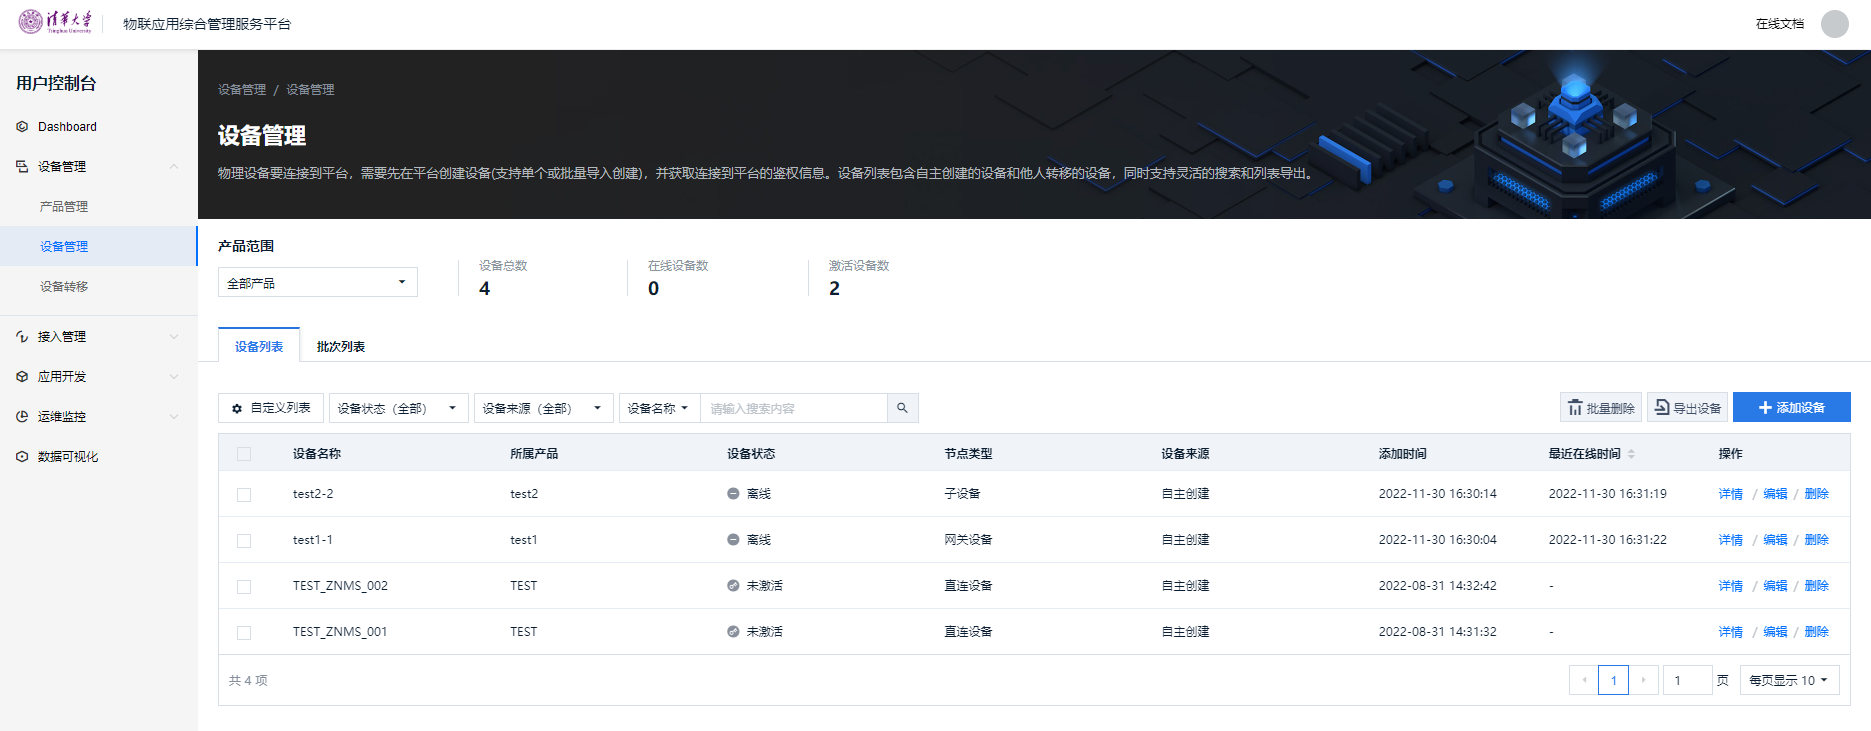 清华大学
Tsinghua University
物联应用综合管理服务平台
在线文档
用户控制台
Dashboard
设备管理
产品管理
设备管理
设备转移
接入管理
应用开发
运维监控
数据可视化
设备管理 / 设备管理
设备管理
物理设备要连接到平台，需要先在平台创建设备(支持单个或批量导入创建)，并获取连接到平台的鉴权信息。设备列表包含自主创建的设备和他人转移的设备，同时支持灵活的搜索和列表导出。
产品范围
全部产品
设备总数
4
在线设备数
0
激活设备数
2
设备列表 批次列表
自定义列表 设备状态（全部） 设备来源（全部） 设备名称 请输入搜索内容 批量删除 导出设备 添加设备
设备名称 所属产品 设备状态 节点类型 设备来源 添加时间 最近在线时间 操作
test2-2 test2 离线 子设备 自主创建 2022-11-30 16:30:14 2022-11-30 16:31:19 详情 / 编辑 / 删除
test1-1 test1 离线 网关设备 自主创建 2022-11-30 16:30:04 2022-11-30 16:31:22 详情 / 编辑 / 删除
TEST_ZNMS_002 TEST 未激活 直连设备 自主创建 2022-08-31 14:32:42 - 详情 / 编辑 / 删除
TEST_ZNMS_001 TEST 未激活 直连设备 自主创建 2022-08-31 14:31:32 - 详情 / 编辑 / 删除
共 4 项 1 1 页 每页显示 10